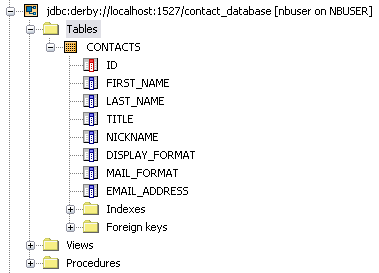 jdbc:derby://localhost:1527/contact_database [nbuser on NBUSER]
Tables
CONTACTS
ID
FIRST_NAME
LAST_NAME
TITLE
NICKNAME
DISPLAY_FORMAT
MAIL_FORMAT
EMAIL_ADDRESS
Indexes
Foreign keys
Views
Procedures